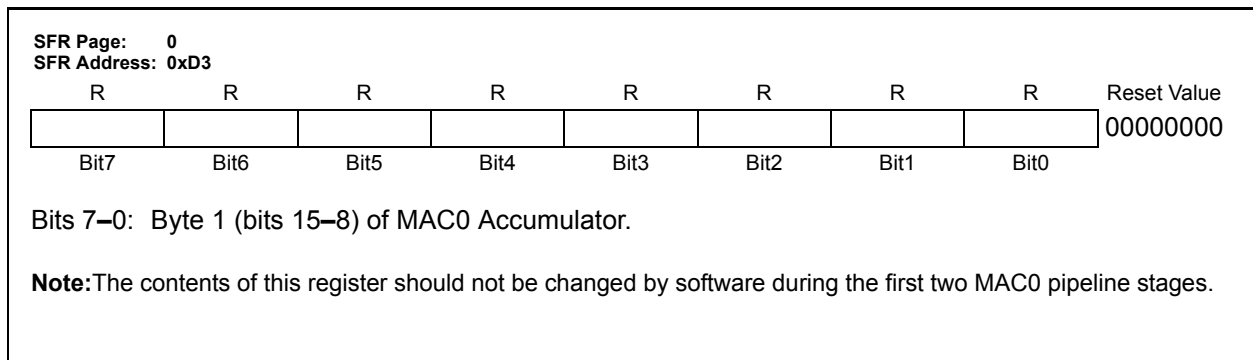 SFR Page: 0
SFR Address: 0xD3
R R R R R R R R Reset Value
00000000
Bit7 Bit6 Bit5 Bit4 Bit3 Bit2 Bit1 Bit0
Bits 7–0: Byte 1 (bits 15–8) of MAC0 Accumulator.
Note:The contents of this register should not be changed by software during the first two MAC0 pipeline stages.